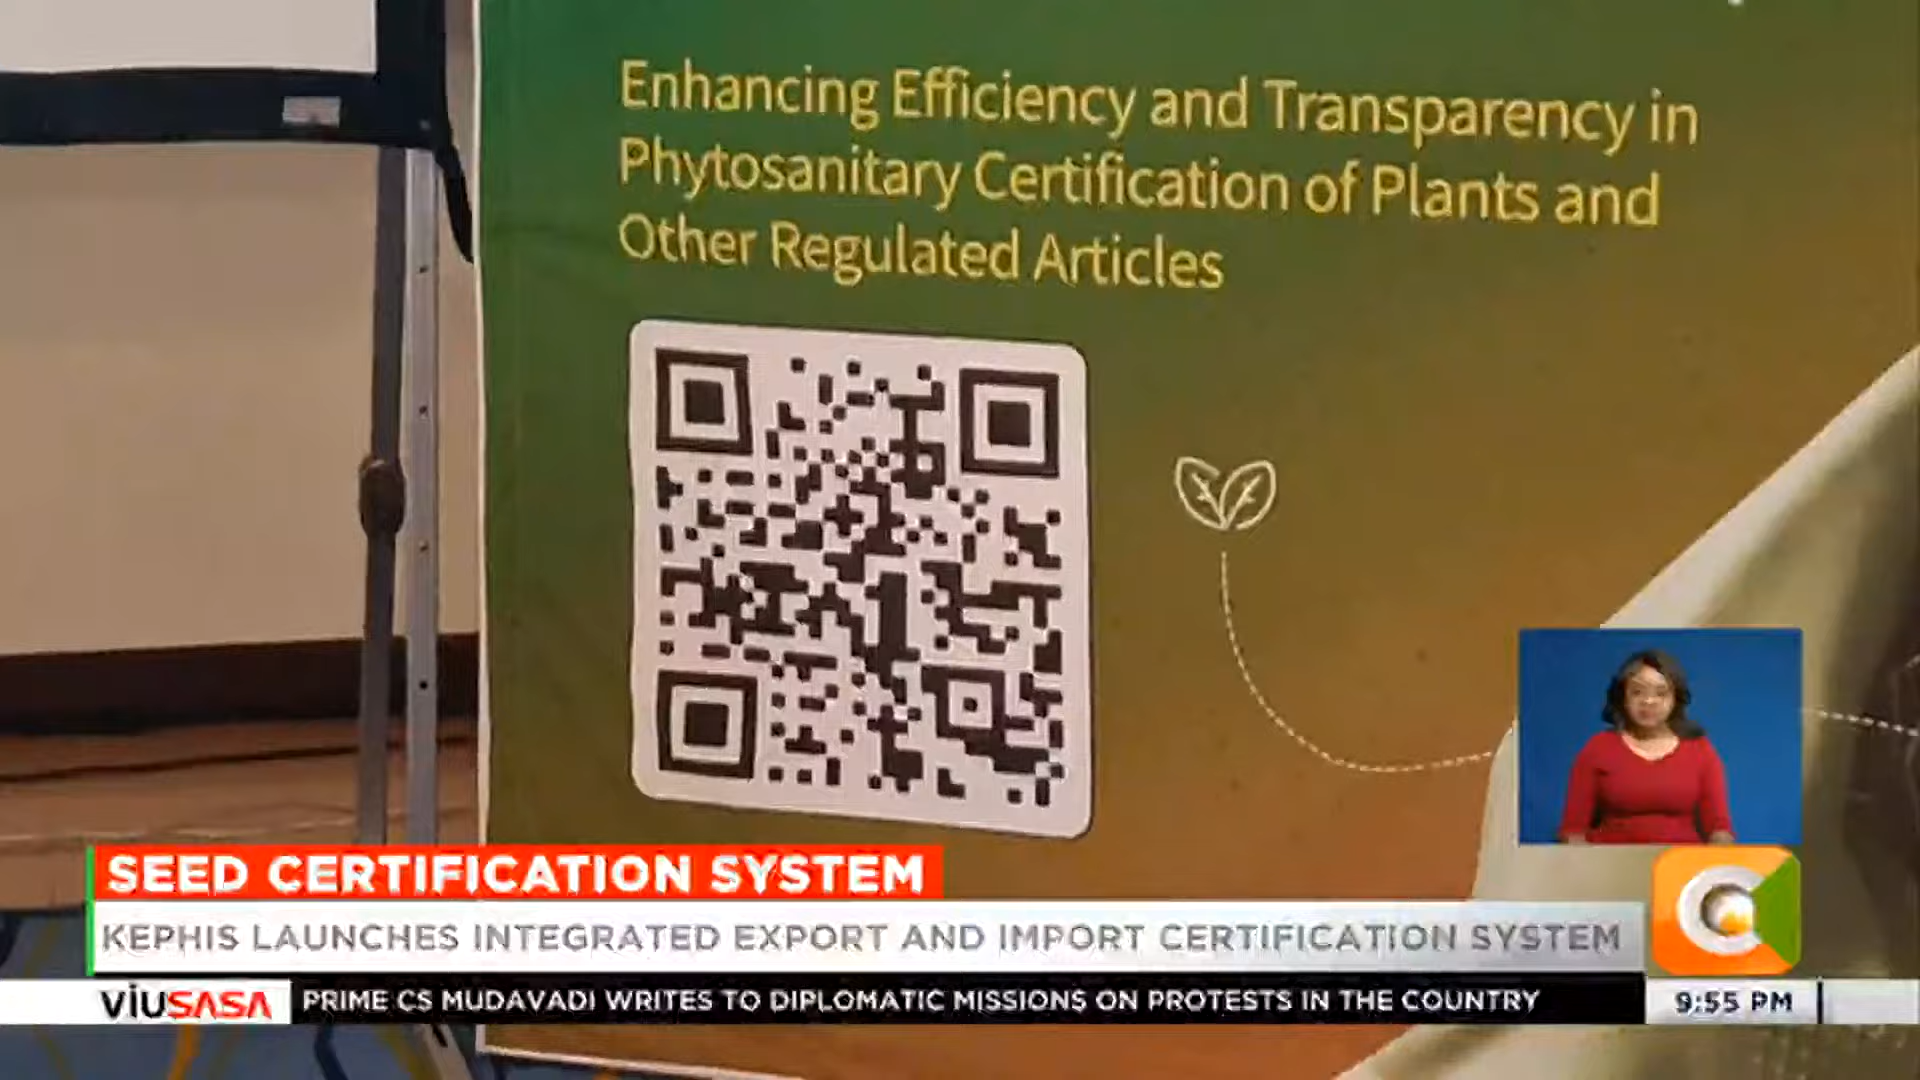 Enhancing Efficiency and Transparency in
Phytosanitary Certification of Plants and
Other Regulated Articles
SEED CERTIFICATION SYSTEM
KEPHIS LAUNCHES INTEGRATED EXPORT AND IMPORT CERTIFICATION SYSTEM
VIUSASA PRIME CS MUDAVADI WRITES TO DIPLOMATIC MISSIONS ON PROTESTS IN THE COUNTRY 9:55 PM